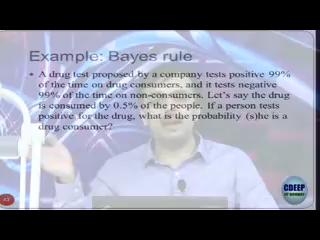 Example: Bayes rule
• A drug test proposed by a company tests positive 99%
of the time on drug consumers, and it tests negative
99% of the time on non-consumers. Let's say the drug
is consumed by 0.5% of the people. If a person tests
positive for the drug, what is the probability (s)he is a
drug consumer?
CDEEP
IIT BOMBAY